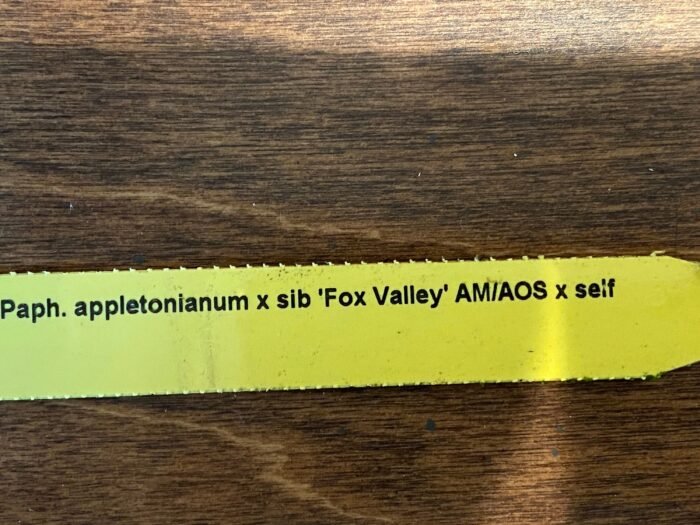 Paph. appletonianum x sib 'Fox Valley' AM/AOS x self